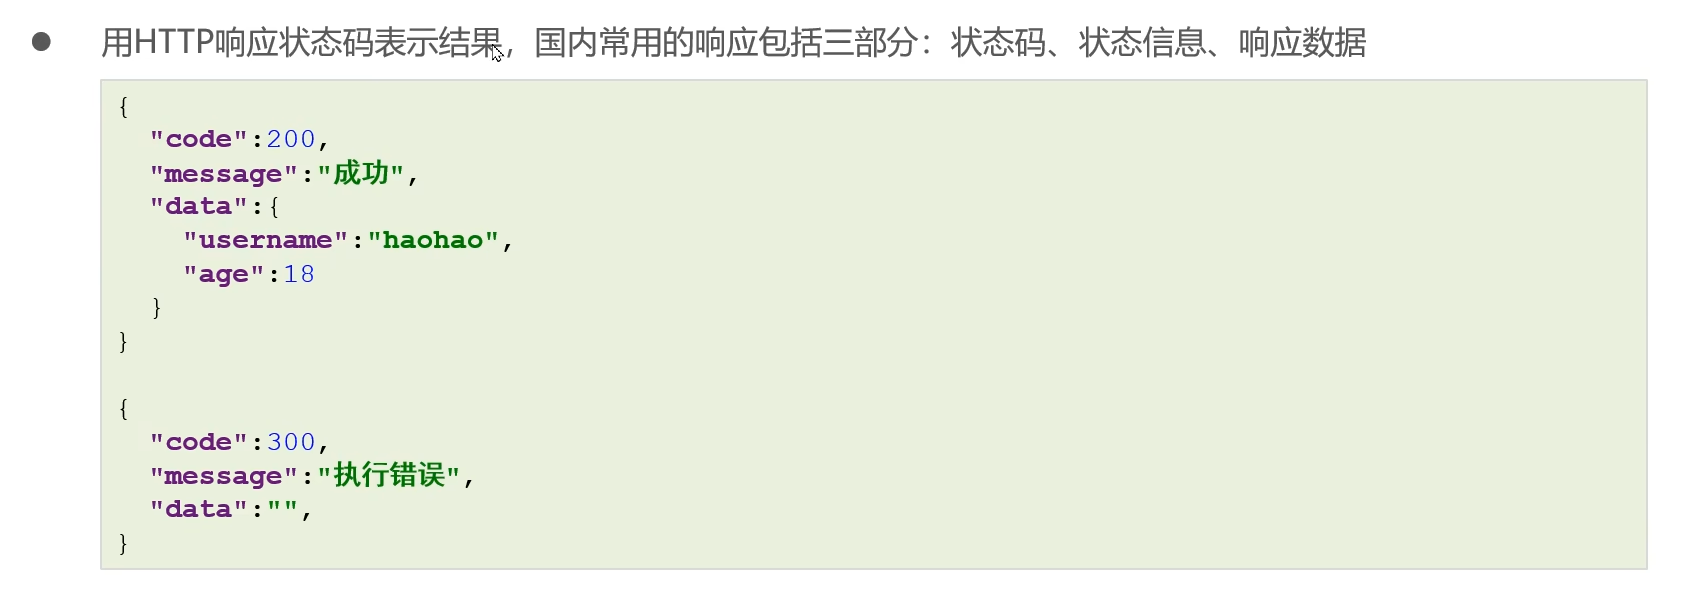 用HTTP响应状态码表示结果，国内常用的响应包括三部分：状态码、状态信息、响应数据
{
  "code":200,
  "message":"成功",
  "data":{
    "username":"haohao",
    "age":18
  }
}
{
  "code":300,
  "message":"执行错误",
  "data":"",
}